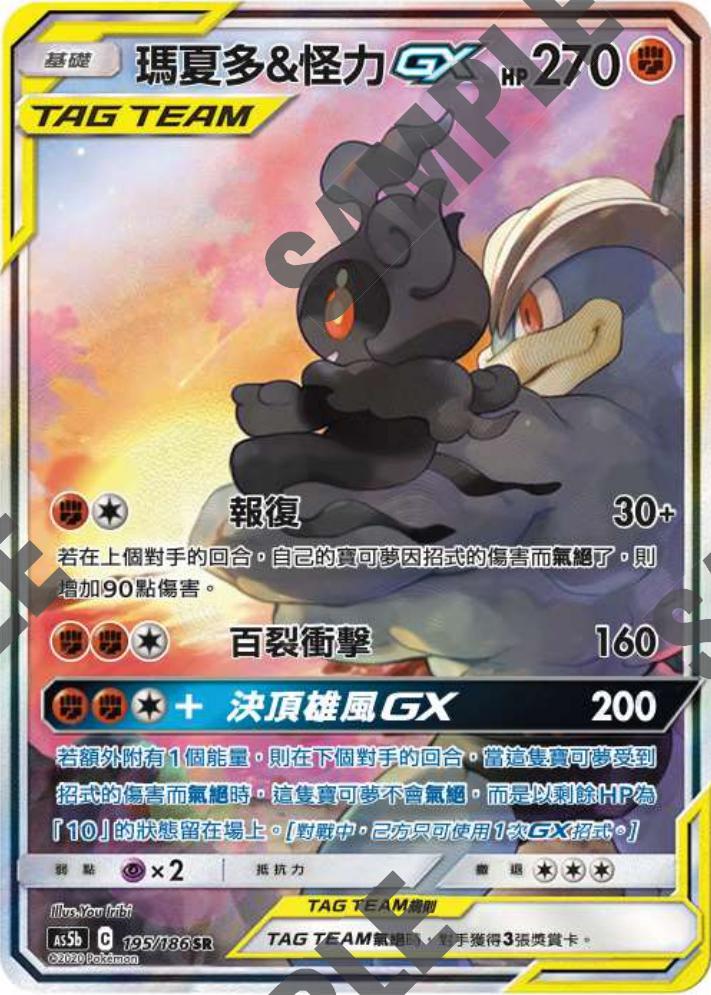 基礎
瑪夏多&怪力GX HP 270
TAG TEAM
SAMPLE
報復 30+
若在上個對手的回合，自己的寶可夢因招式的傷害而氣絕了，則
增加90點傷害。
百裂衝擊 160
+ 決頂雄風GX 200
若額外附有1個能量，則在下個對手的回合，當這隻寶可夢受到
招式的傷害而氣絕時，這隻寶可夢不會氣絕，而是以剩餘HP為
「10」的狀態留在場上。[對戰中，己方只可使用1次GX招式。]
弱點 ×2 抵抗力 撤退
Illus.You Iribi
TAG TEAM規則
AS5b C 195/186 SR
TAG TEAM氣絕時，對手獲得3張獎賞卡。
©2020 Pokémon